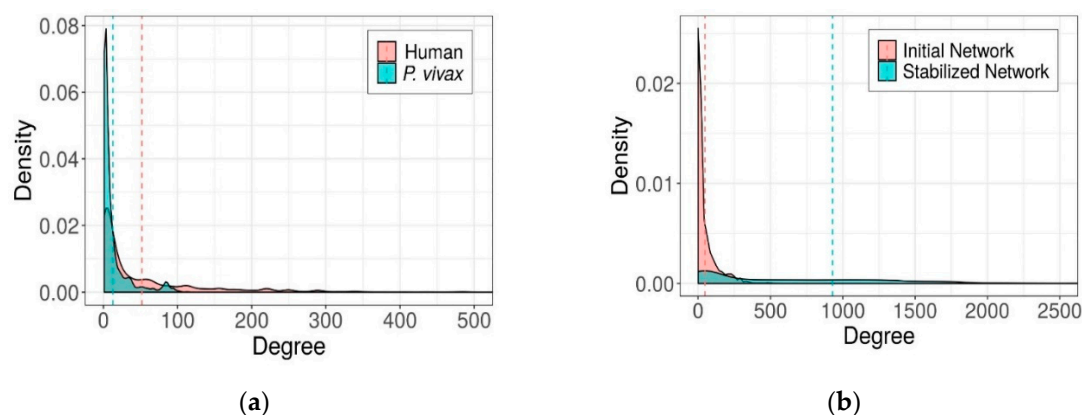 0.08
0.06
0.04
0.02
0.00
Density
Human
P. vivax
0 100 200 300 400 500
Degree
(a)
0.02
0.01
0.00
Density
Initial Network
Stabilized Network
0 500 1000 1500 2000 2500
Degree
(b)